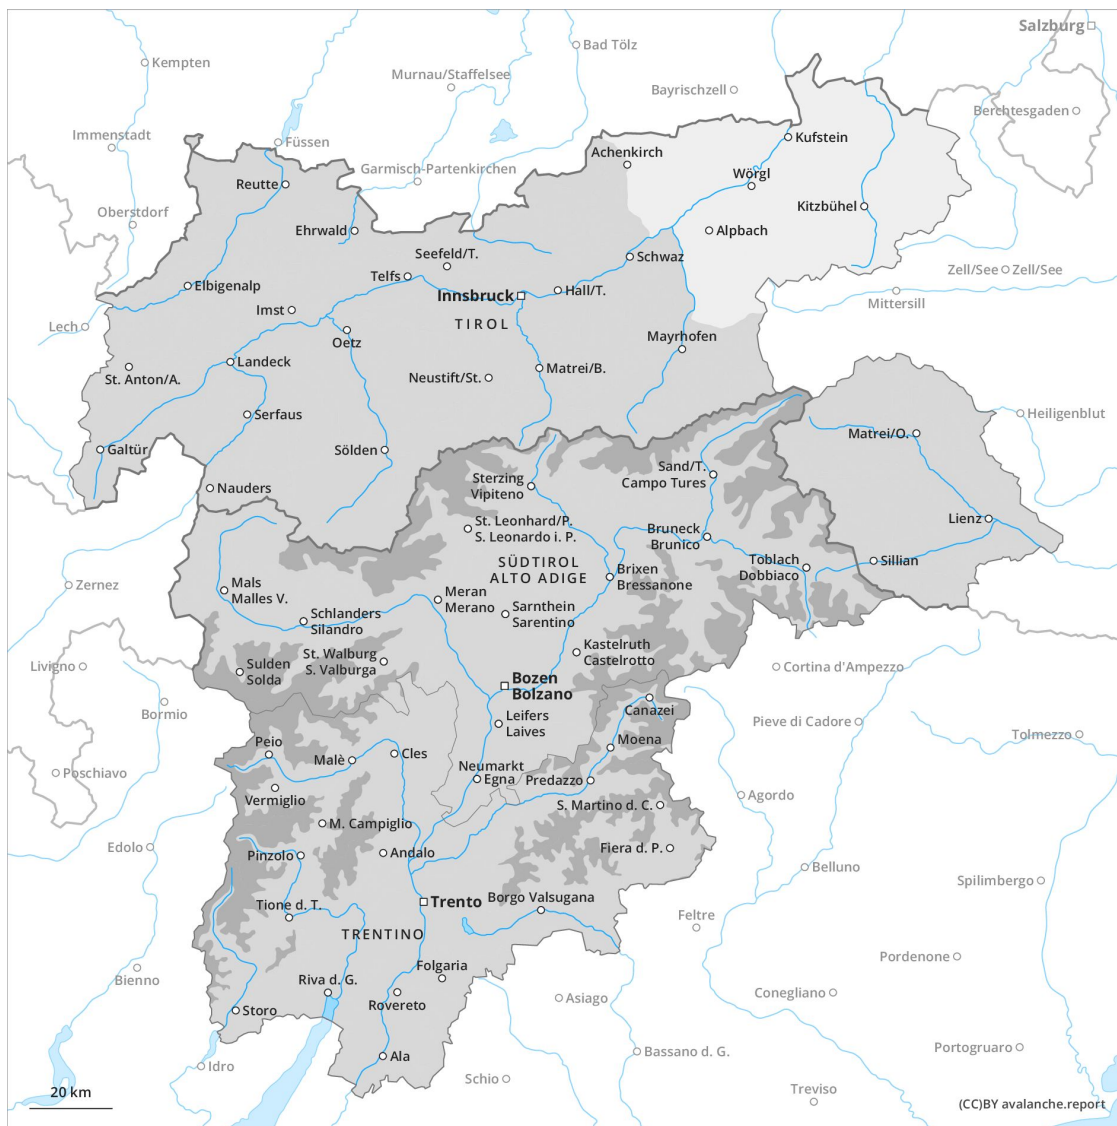 Salzburg
Bad Tölz
Kempten
Murnau/Staffelsee
Bayrischzell
Berchtesgaden
Immenstadt
Füssen
Kufstein
Achenkirch
Garmisch-Partenkirchen
Wörgl
Reutte
Kitzbühel
Oberstdorf
Ehrwald
Alpbach
Seefeld/T.
Schwaz
Telfs
Zell/See
Zell/See
Elbigenalp
Hall/T.
Innsbruck
Mittersill
Imst
TIROL
Lech
Oetz
Mayrhofen
Landeck
Matrei/B.
St. Anton/A.
Neustift/St.
Serfaus
Heiligenblut
Matrei/O.
Galtür
Sölden
Sand/T.
Campo Tures
Sterzing
Vipiteno
Nauders
St. Leonhard/P.
S. Leonardo i. P.
Lienz
Bruneck
Brunico
SÜDTIROL
ALTO ADIGE
Toblach
Dobbiaco
Sillian
Brixen
Bressanone
Zernez
Mals
Malles V.
Meran
Merano
Schlanders
Silandro
Sarnthein
Sarentino
Kastelruth
Castelrotto
St. Walburg
S. Valburga
Livigno
Sulden
Solda
Cortina d'Ampezzo
Bozen
Bolzano
Bormio
Canazei
Leifers
Laives
Pieve di Cadore
Tolmezzo
Peio
Moena
Cles
Malè
Poschiavo
Neumarkt
Egna
Predazzo
Vermiglio
Agordo
S. Martino d. C.
M. Campiglio
Edolo
Pinzolo
Andalo
Fiera d. P.
Belluno
Spilimbergo
Borgo Valsugana
Trento
Tione d. T.
Feltre
TRENTINO
Pordenone
Bienno
Folgaria
Riva d. G.
Conegliano
Rovereto
Asiago
Storo
Portogruaro
Ala
Bassano d. G.
Idro
Schio
Treviso
20 km
(CC)BY avalanche.report